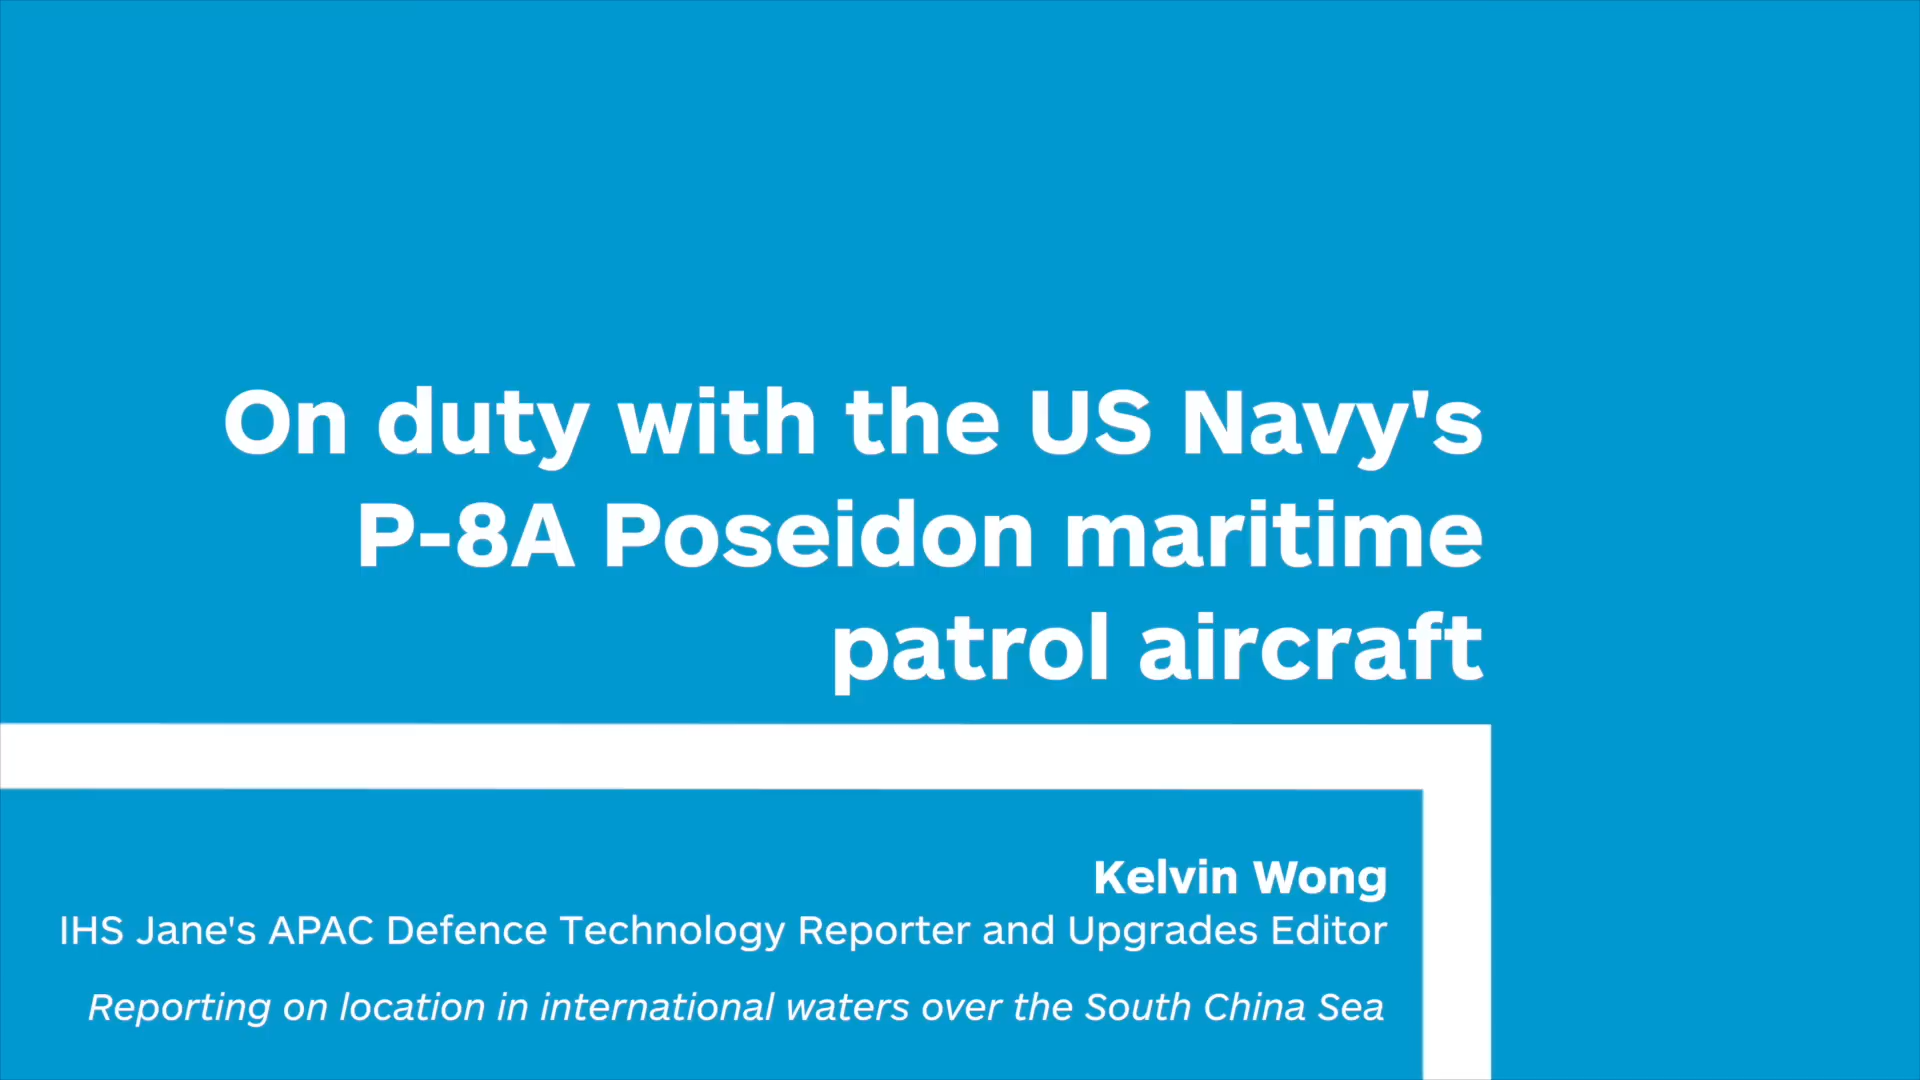 On duty with the US Navy's
P-8A Poseidon maritime
patrol aircraft
Kelvin Wong
IHS Jane's APAC Defence Technology Reporter and Upgrades Editor
Reporting on location in international waters over the South China Sea